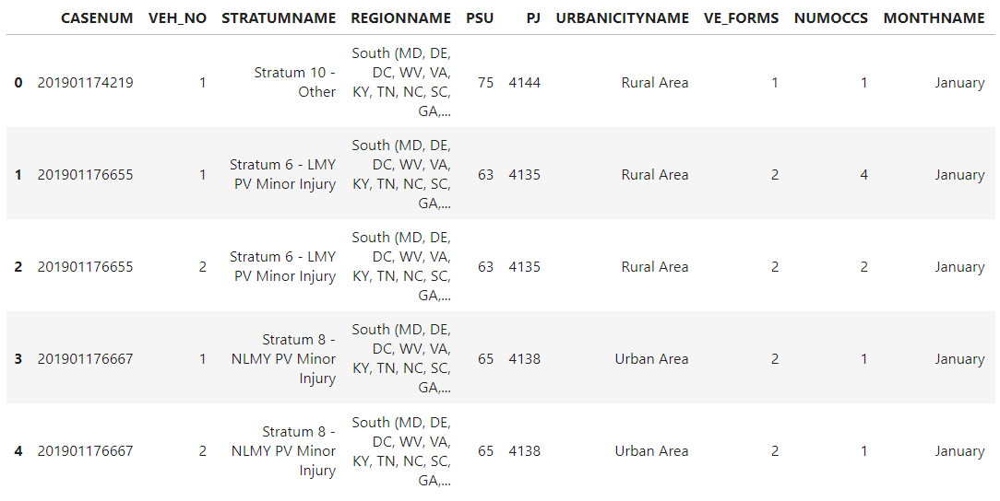 CASENUM VEH_NO STRATUMNAME REGIONNAME PSU PJ URBANICITYNAME VE_FORMS NUMOCCS MONTHNAME
South (MD, DE,
Stratum 10 - DC, WV, VA,
0 201901174219 1 75 4144 Rural Area 1 1 January
Other KY, TN, NC, SC,
GA,...
South (MD, DE,
Stratum 6 - LMY DC, WV, VA,
1 201901176655 1 63 4135 Rural Area 2 4 January
PV Minor Injury KY, TN, NC, SC,
GA,...
South (MD, DE,
Stratum 6 - LMY DC, WV, VA,
2 201901176655 2 63 4135 Rural Area 2 2 January
PV Minor Injury KY, TN, NC, SC,
GA,...
South (MD, DE,
Stratum 8 - DC, WV, VA,
3 201901176667 1 NLMY PV Minor 65 4138 Urban Area 2 1 January
Injury KY, TN, NC, SC,
GA,...
South (MD, DE,
Stratum 8 - DC, WV, VA,
4 201901176667 2 NLMY PV Minor 65 4138 Urban Area 2 1 January
Injury KY, TN, NC, SC,
GA,...